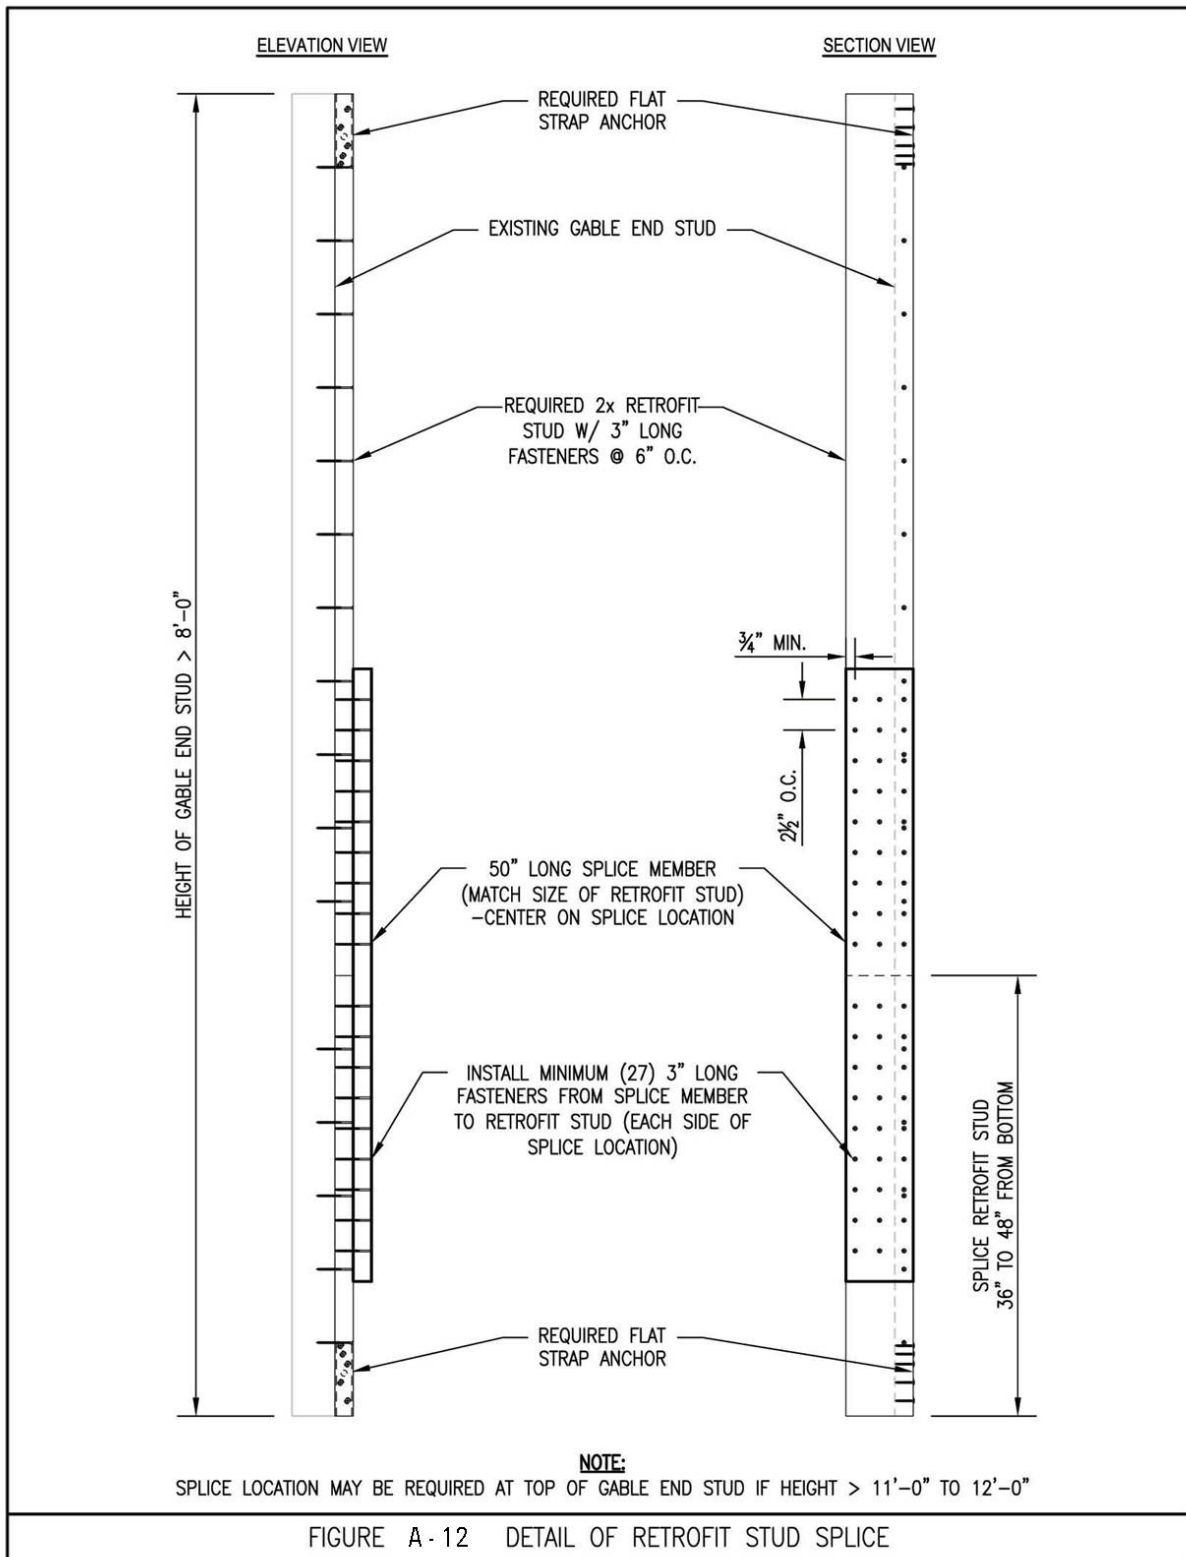 ELEVATION VIEW
SECTION VIEW
REQUIRED FLAT
STRAP ANCHOR
EXISTING GABLE END STUD
REQUIRED 2x RETROFIT
STUD W/ 3" LONG
FASTENERS @ 6" O.C.
HEIGHT OF GABLE END STUD > 8'-0"
¾" MIN.
2½" O.C.
50" LONG SPLICE MEMBER
(MATCH SIZE OF RETROFIT STUD)
-CENTER ON SPLICE LOCATION
INSTALL MINIMUM (27) 3" LONG
FASTENERS FROM SPLICE MEMBER
TO RETROFIT STUD (EACH SIDE OF
SPLICE LOCATION)
SPLICE RETROFIT STUD
36" TO 48" FROM BOTTOM
REQUIRED FLAT
STRAP ANCHOR
NOTE:
SPLICE LOCATION MAY BE REQUIRED AT TOP OF GABLE END STUD IF HEIGHT > 11'-0" TO 12'-0"
FIGURE A-12 DETAIL OF RETROFIT STUD SPLICE